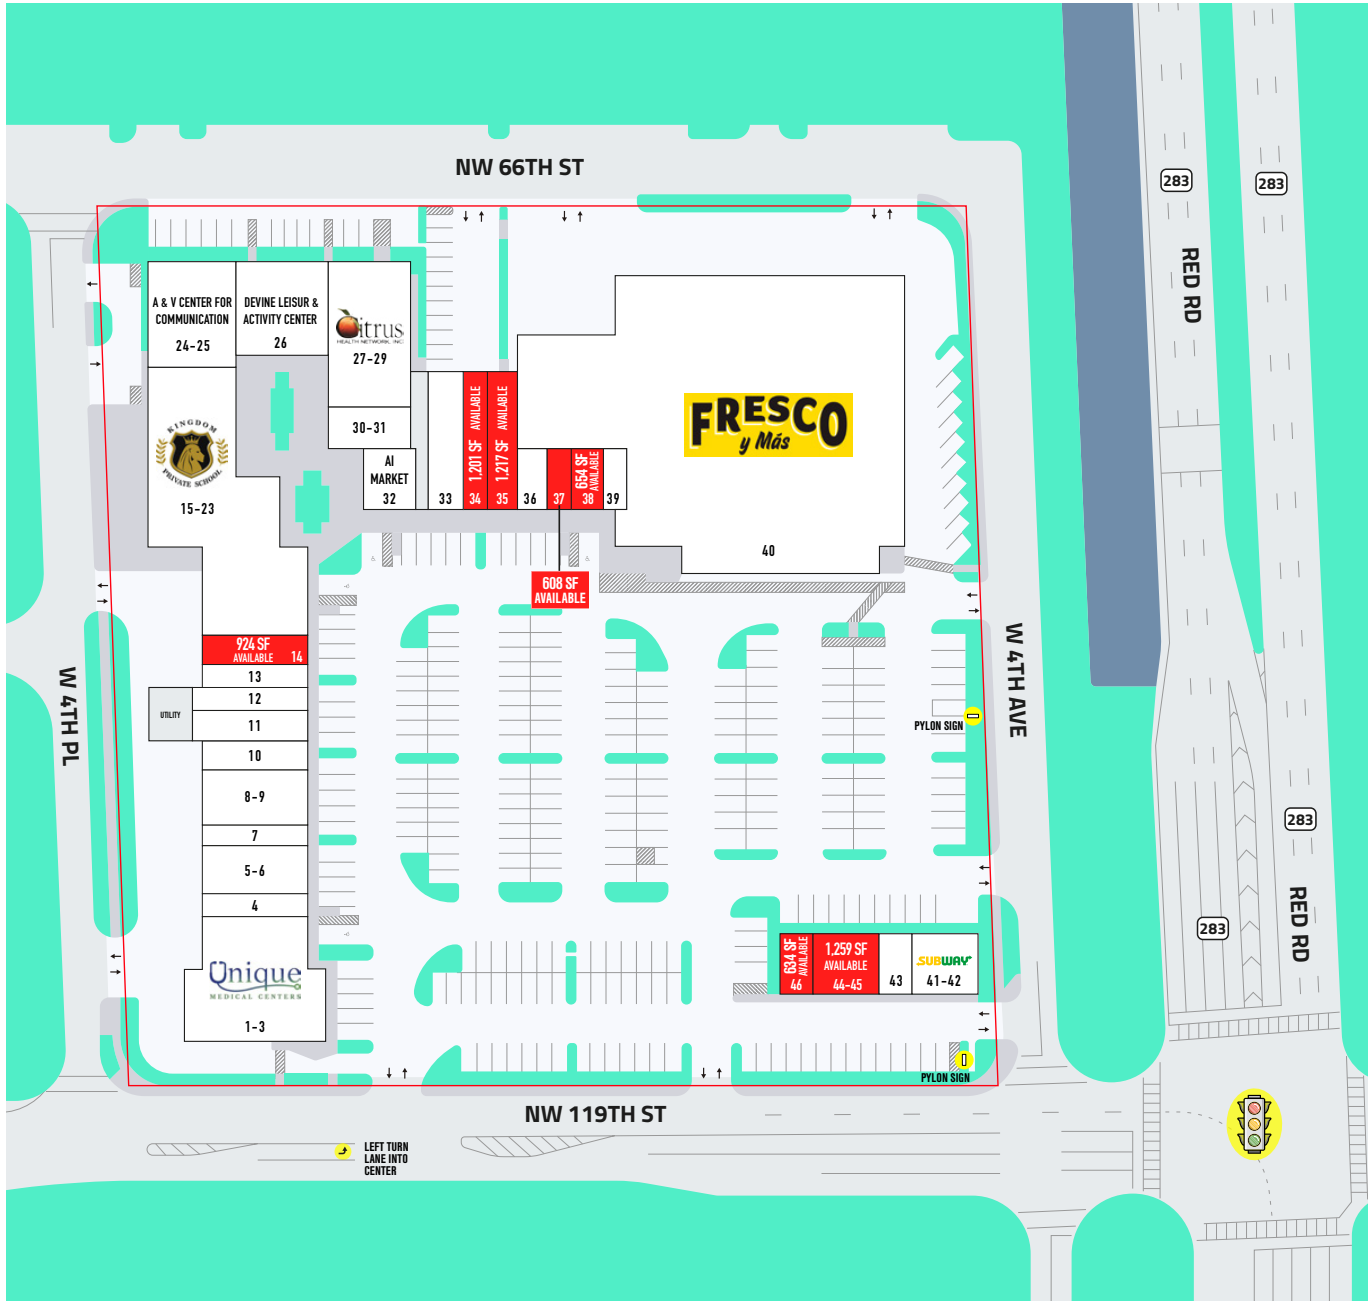 NW 66TH ST
283
283
RED RD
A & V CENTER FOR
COMMUNICATION
24-25
DEVINE LEISUR &
ACTIVITY CENTER
26
Citrus
HEALTH NETWORK, INC.
27-29
30-31
AI
MARKET
32
33
1,201 SF AVAILABLE
34
1,217 SF AVAILABLE
35
36
37
608 SF
AVAILABLE
654 SF
AVAILABLE
38
39
FRESCO
y Más
40
KINGDOM
PRIVATE SCHOOL
15-23
924 SF
AVAILABLE 14
13
12
UTILITY
11
10
8-9
7
5-6
4
Unique
MEDICAL CENTERS
1-3
W 4TH PL
W 4TH AVE
PYLON SIGN
283
283
RED RD
634 SF
AVAILABLE
46
1,259 SF
AVAILABLE
44-45
43
SUBWAY
41-42
PYLON SIGN
NW 119TH ST
LEFT TURN
LANE INTO
CENTER